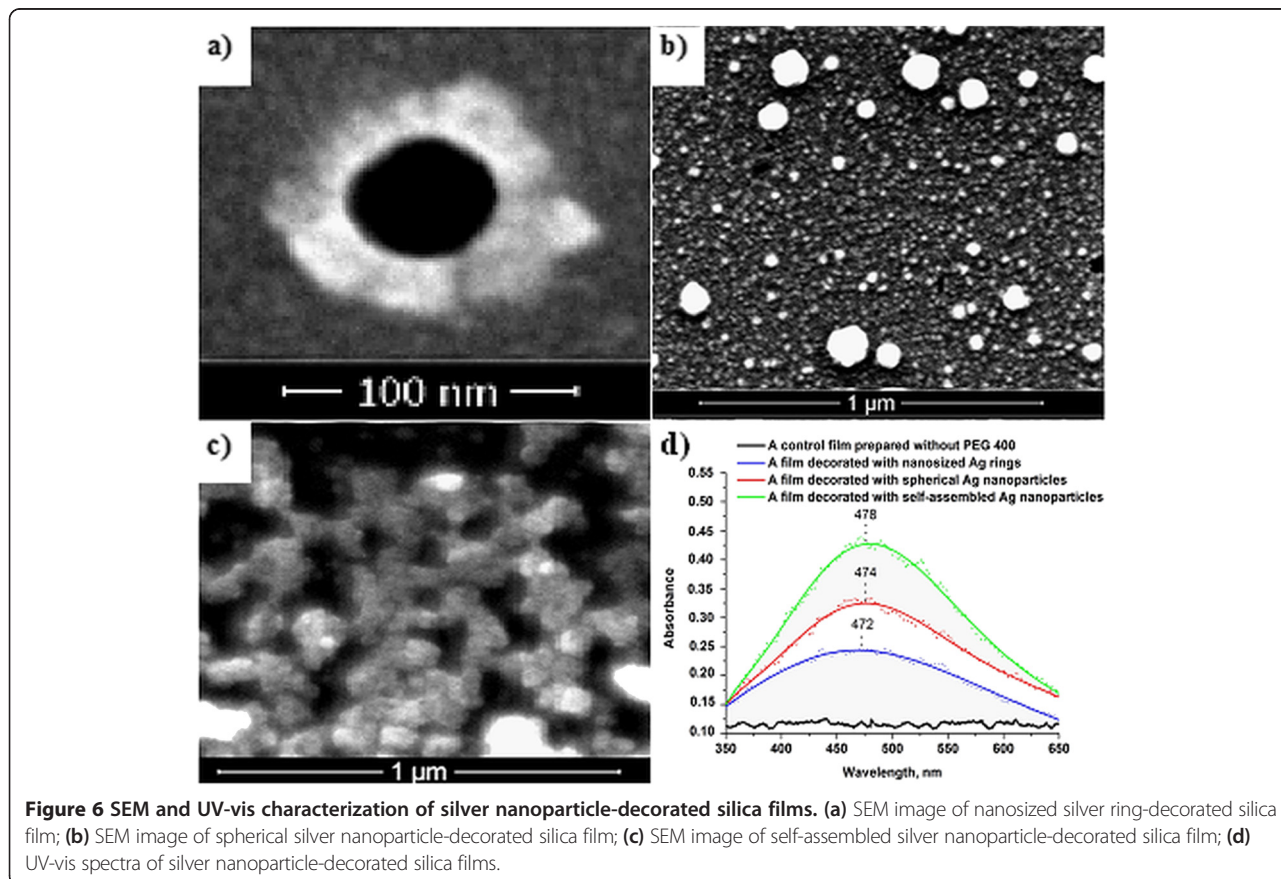 a)
b)
100 nm
1 µm
c)
d)
A control film prepared without PEG 400
A film decorated with nanosized Ag rings
A film decorated with spherical Ag nanoparticles
A film decorated with self-assembled Ag nanoparticles
0.55
0.50
0.45
0.40
0.35
0.30
0.25
0.20
0.15
0.10
Absorbance
478
474
472
350 400 450 500 550 600 650
Wavelength, nm
1 µm
Figure 6 SEM and UV-vis characterization of silver nanoparticle-decorated silica films. (a) SEM image of nanosized silver ring-decorated silica
film; (b) SEM image of spherical silver nanoparticle-decorated silica film; (c) SEM image of self-assembled silver nanoparticle-decorated silica film; (d)
UV-vis spectra of silver nanoparticle-decorated silica films.